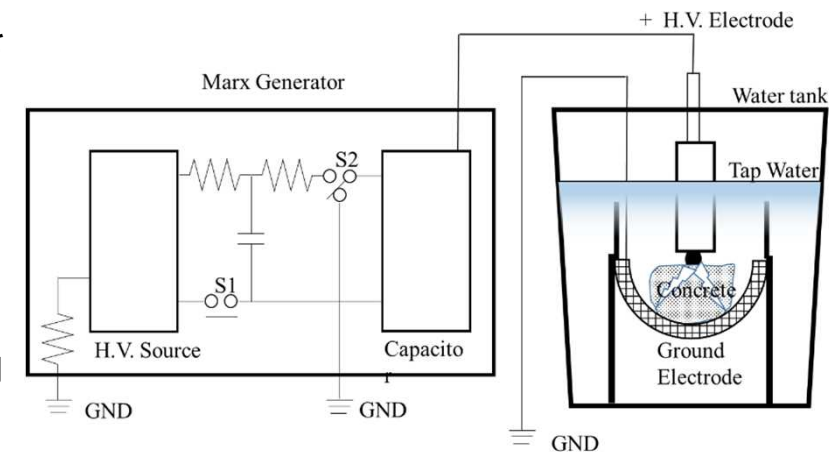 + H.V. Electrode
Marx Generator
Water tank
S2
Tap Water
S1
Concrete
H.V. Source
Capacito
r
Ground
Electrode
GND
GND
GND